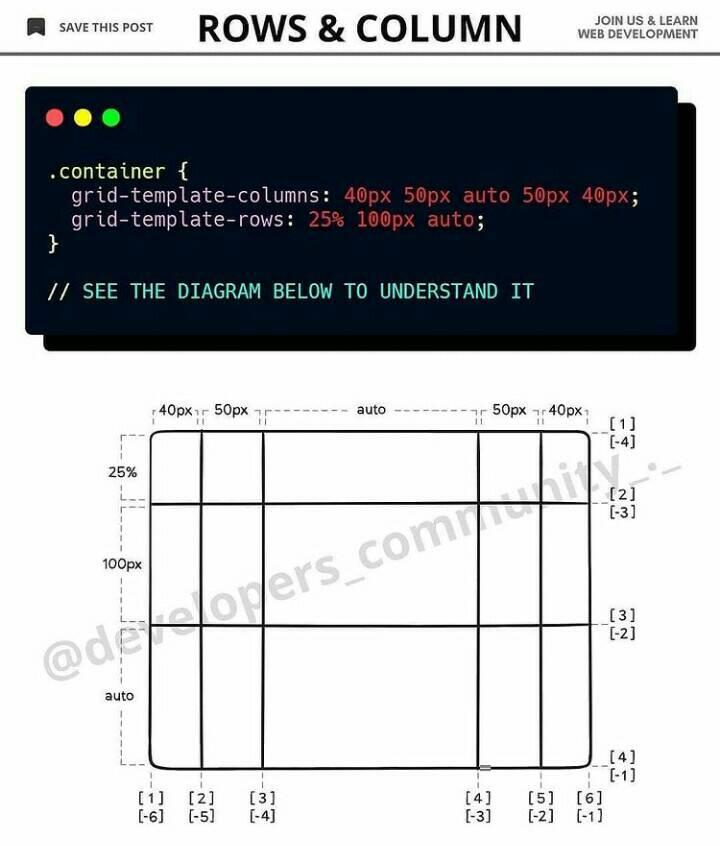 SAVE THIS POST
ROWS & COLUMN
JOIN US & LEARN
WEB DEVELOPMENT
.container {
  grid-template-columns: 40px 50px auto 50px 40px;
  grid-template-rows: 25% 100px auto;
}
// SEE THE DIAGRAM BELOW TO UNDERSTAND IT
40px 50px auto 50px 40px
[1]
[-4]
25%
[2]
[-3]
100px
[3]
[-2]
auto
[4]
[-1]
[1] [2] [3] [4] [5] [6]
[-6] [-5] [-4] [-3] [-2] [-1]
@developers_community_._